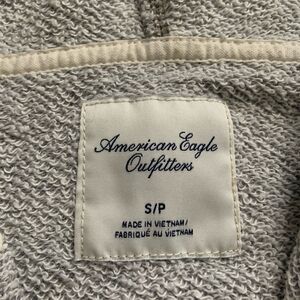 American Eagle
Outfitters
S/P
MADE IN VIETNAM/
FABRIQUÉ AU VIETNAM